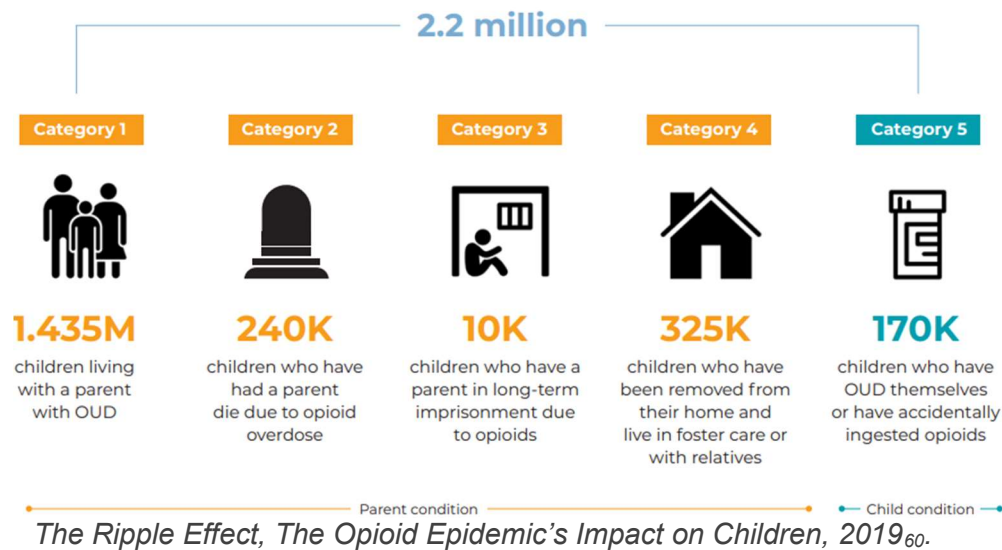 2.2 million
Category 1
Category 2
Category 3
Category 4
Category 5
1.435M
children living
with a parent
with OUD
240K
children who have
had a parent
die due to opioid
overdose
10K
children who have a
parent in long-term
imprisonment due
to opioids
325K
children who have
been removed from
their home and
live in foster care or
with relatives
170K
children who have
OUD themselves
or have accidentally
ingested opioids
Parent condition
Child condition
The Ripple Effect, The Opioid Epidemic’s Impact on Children, 2019₆₀.